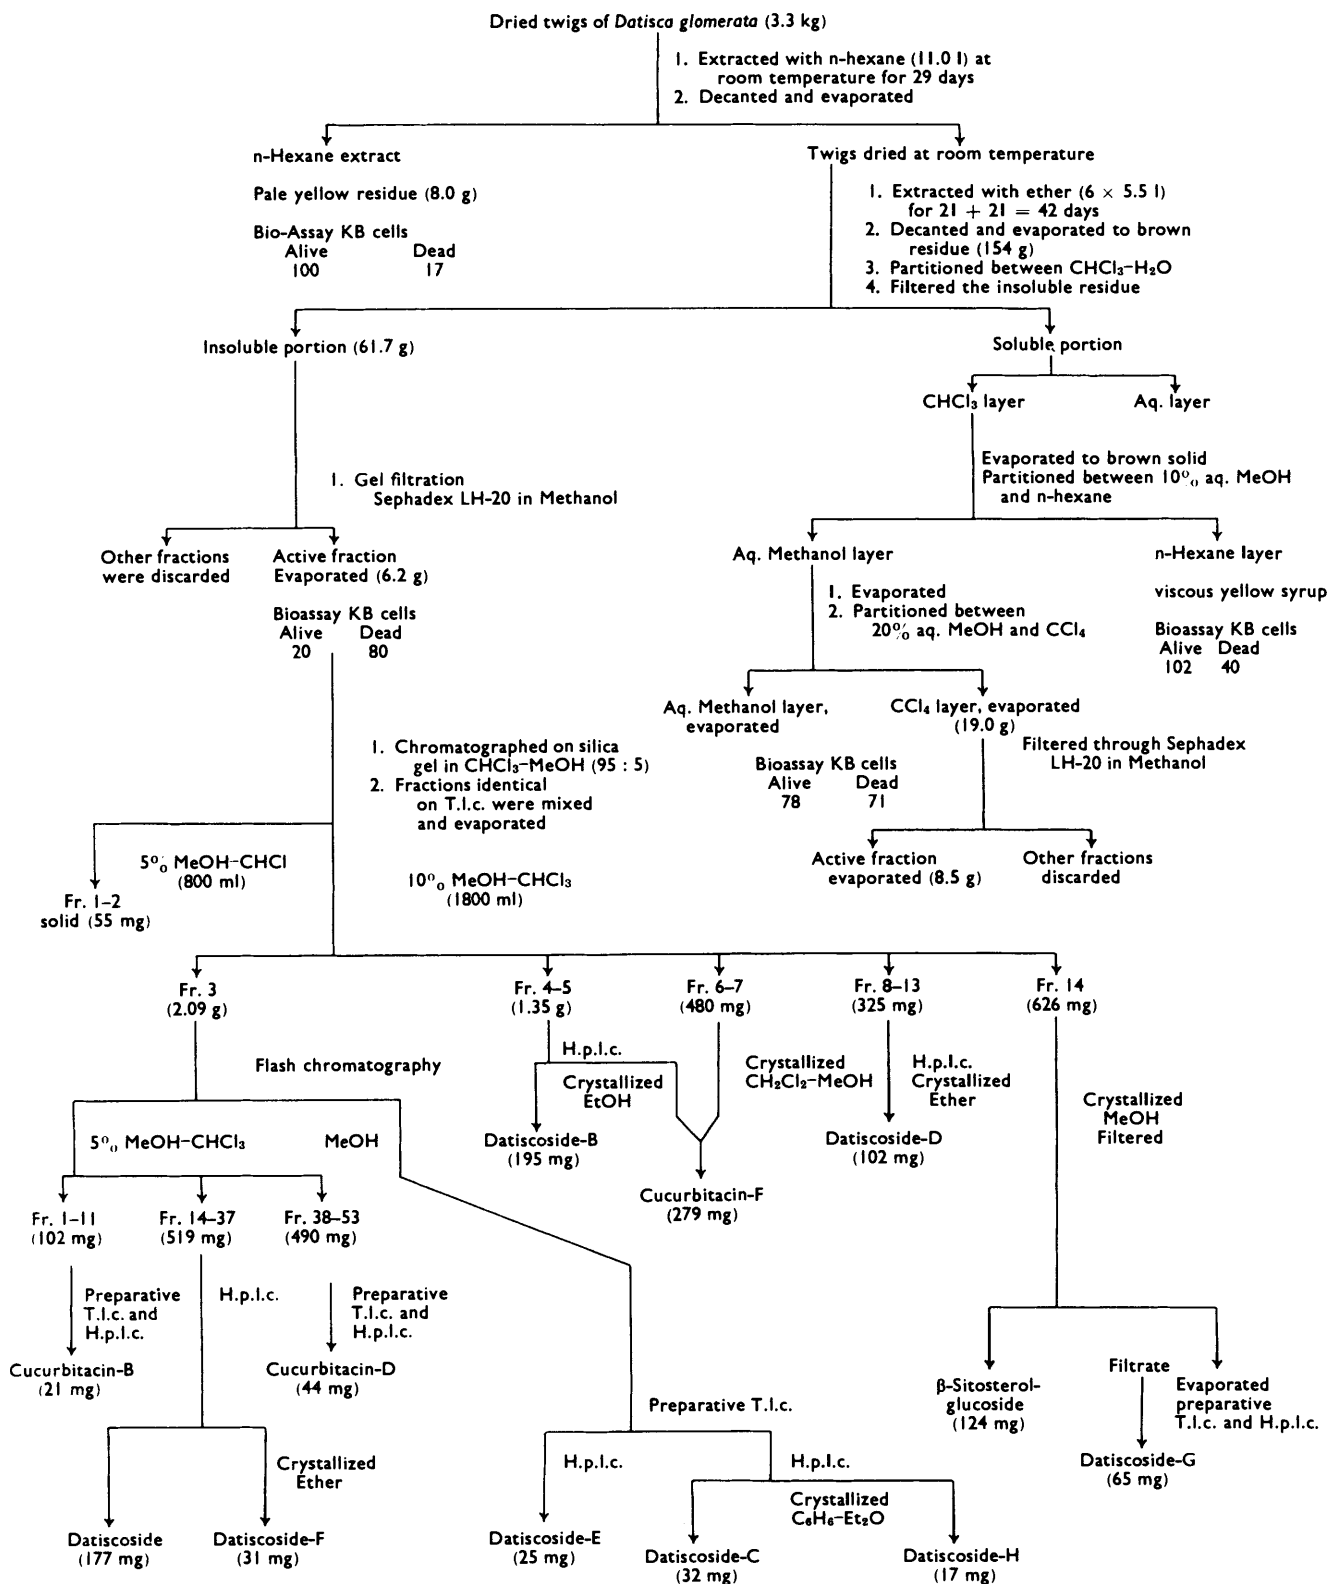 Dried twigs of Datisca glomerata (3.3 kg)
1. Extracted with n-hexane (11.0 l) at
room temperature for 29 days
2. Decanted and evaporated
n-Hexane extract
Pale yellow residue (8.0 g)
Bio-Assay KB cells
Alive Dead
100 17
Twigs dried at room temperature
1. Extracted with ether (6 × 5.5 l)
for 21 + 21 = 42 days
2. Decanted and evaporated to brown
residue (154 g)
3. Partitioned between CHCl₃–H₂O
4. Filtered the insoluble residue
Insoluble portion (61.7 g)
Soluble portion
CHCl₃ layer
Aq. layer
Evaporated to brown solid
Partitioned between 10% aq. MeOH
and n-hexane
1. Gel filtration
Sephadex LH-20 in Methanol
Other fractions
were discarded
Active fraction
Evaporated (6.2 g)
Bioassay KB cells
Alive Dead
20 80
Aq. Methanol layer
1. Evaporated
2. Partitioned between
20% aq. MeOH and CCl₄
n-Hexane layer
viscous yellow syrup
Bioassay KB cells
Alive Dead
102 40
Aq. Methanol layer,
evaporated
CCl₄ layer, evaporated
(19.0 g)
Bioassay KB cells
Alive Dead
78 71
Filtered through Sephadex
LH-20 in Methanol
Active fraction
evaporated (8.5 g)
Other fractions
discarded
1. Chromatographed on silica
gel in CHCl₃–MeOH (95 : 5)
2. Fractions identical
on T.l.c. were mixed
and evaporated
5% MeOH–CHCl
(800 ml)
Fr. 1–2
solid (55 mg)
10% MeOH–CHCl₃
(1800 ml)
Fr. 3
(2.09 g)
Fr. 4–5
(1.35 g)
Fr. 6–7
(480 mg)
Fr. 8–13
(325 mg)
Fr. 14
(626 mg)
Flash chromatography
H.p.l.c.
Crystallized
EtOH
Crystallized
CH₂Cl₂–MeOH
H.p.l.c.
Crystallized
Ether
Crystallized
MeOH
Filtered
Datiscoside-B
(195 mg)
Cucurbitacin-F
(279 mg)
Datiscoside-D
(102 mg)
5% MeOH–CHCl₃
MeOH
Fr. 1–11
(102 mg)
Fr. 14–37
(519 mg)
Fr. 38–53
(490 mg)
Preparative
T.l.c. and
H.p.l.c.
H.p.l.c.
Preparative
T.l.c. and
H.p.l.c.
Cucurbitacin-B
(21 mg)
Cucurbitacin-D
(44 mg)
Crystallized
Ether
Datiscoside
(177 mg)
Datiscoside-F
(31 mg)
Preparative T.l.c.
H.p.l.c.
H.p.l.c.
Crystallized
C₆H₆–Et₂O
Datiscoside-E
(25 mg)
Datiscoside-C
(32 mg)
Datiscoside-H
(17 mg)
β-Sitosterol-
glucoside
(124 mg)
Filtrate
Evaporated
preparative
T.l.c. and H.p.l.c.
Datiscoside-G
(65 mg)